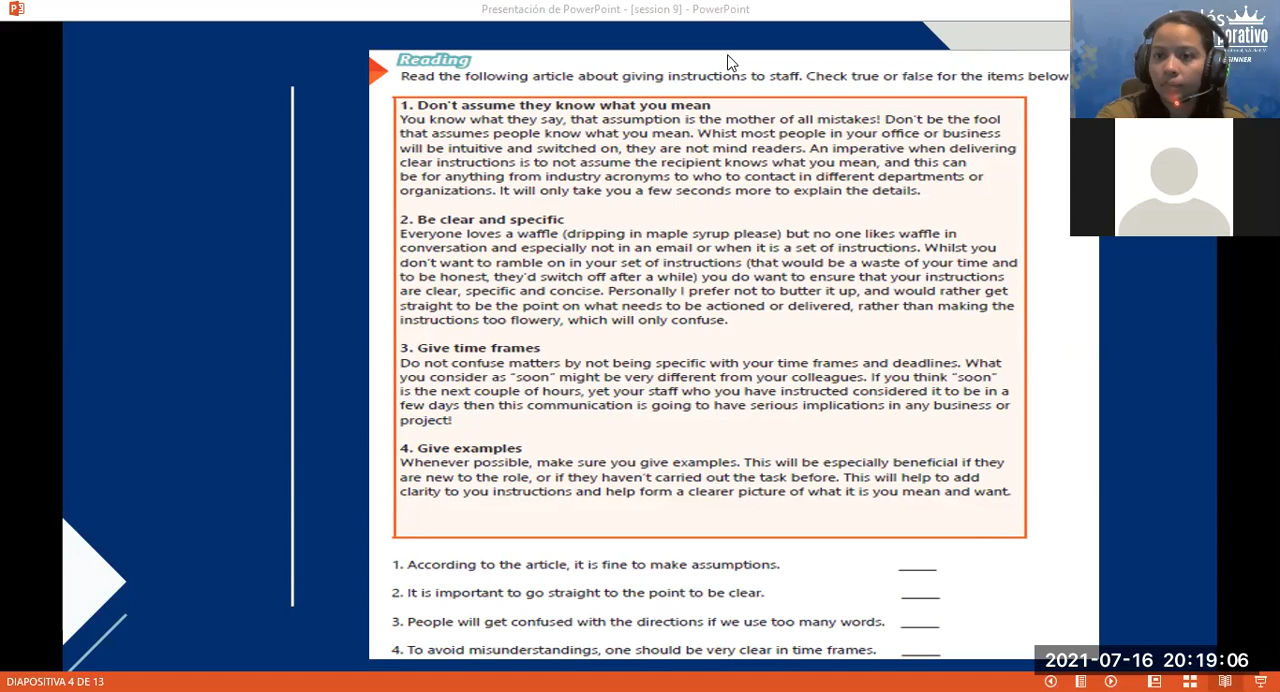 Presentación de PowerPoint - [session 9] - PowerPoint
Reading
Read the following article about giving instructions to staff. Check true or false for the items below
1. Don't assume they know what you mean
You know what they say, that assumption is the mother of all mistakes! Don't be the fool
that assumes people know what you mean. Whist most people in your office or business
will be intuitive and switched on, they are not mind readers. An imperative when delivering
clear instructions is to not assume the recipient knows what you mean, and this can
be for anything from industry acronyms to who to contact in different departments or
organizations. It will only take you a few seconds more to explain the details.
2. Be clear and specific
Everyone loves a waffle (dripping in maple syrup please) but no one likes waffle in
conversation and especially not in an email or when it is a set of instructions. Whilst you
don't want to ramble on in your set of instructions (that would be a waste of your time and
to be honest, they'd switch off after a while) you do want to ensure that your instructions
are clear, specific and concise. Personally I prefer not to butter it up, and would rather get
straight to be the point on what needs to be actioned or delivered, rather than making the
instructions too flowery, which will only confuse.
3. Give time frames
Do not confuse matters by not being specific with your time frames and deadlines. What
you consider as "soon" might be very different from your colleagues. If you think "soon"
is the next couple of hours, yet your staff who you have instructed considered it to be in a
few days then this communication is going to have serious implications in any business or
project!
4. Give examples
Whenever possible, make sure you give examples. This will be especially beneficial if they
are new to the role, or if they haven't carried out the task before. This will help to add
clarity to you instructions and help form a clearer picture of what it is you mean and want.
1. According to the article, it is fine to make assumptions.
2. It is important to go straight to the point to be clear.
3. People will get confused with the directions if we use too many words.
4. To avoid misunderstandings, one should be very clear in time frames.
2021-07-16 20:19:06
DIAPOSITIVA 4 DE 13